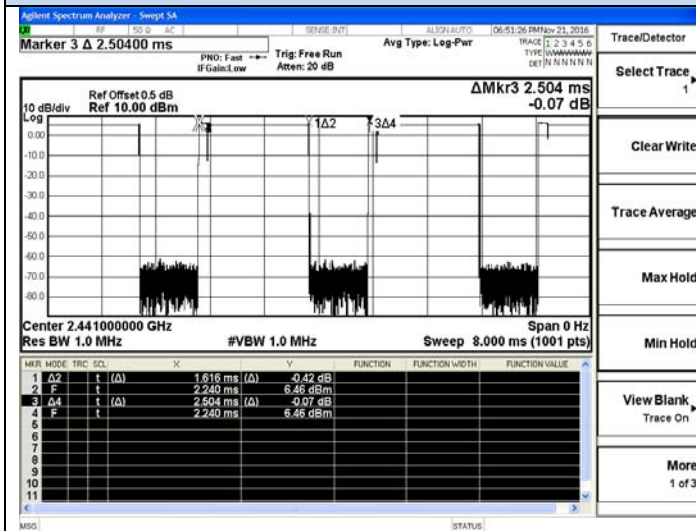 Agilent Spectrum Analyzer - Swept SA
RF 50 Ω AC SENSE:INT ALIGN AUTO 06:51:26 PM Nov 21, 2016
Marker 3 Δ 2.50400 ms
PNO: Fast
IFGain:Low
Trig: Free Run
Atten: 20 dB
Avg Type: Log-Pwr
TRACE 1 2 3 4 5 6
TYPE
DET N N N N N N
ΔMkr3 2.504 ms
-0.07 dB
Ref Offset 0.5 dB
Ref 10.00 dBm
10 dB/div
Log
1Δ2
3Δ4
0.00
-10.0
-20.0
-30.0
-40.0
-50.0
-60.0
-70.0
-80.0
Center 2.441000000 GHz Span 0 Hz
Res BW 1.0 MHz #VBW 1.0 MHz Sweep 8.000 ms (1001 pts)
MKR MODE TRC SCL X Y FUNCTION FUNCTION WIDTH FUNCTION VALUE
1 Δ2 t (Δ) 1.616 ms (Δ) -0.42 dB
2 F t 2.240 ms 6.46 dBm
3 Δ4 t (Δ) 2.504 ms (Δ) -0.07 dB
4 F t 2.240 ms 6.46 dBm
5
6
7
8
9
10
11
MSG STATUS
Trace/Detector
Select Trace
1
Clear Write
Trace Average
Max Hold
Min Hold
View Blank
Trace On
More
1 of 3